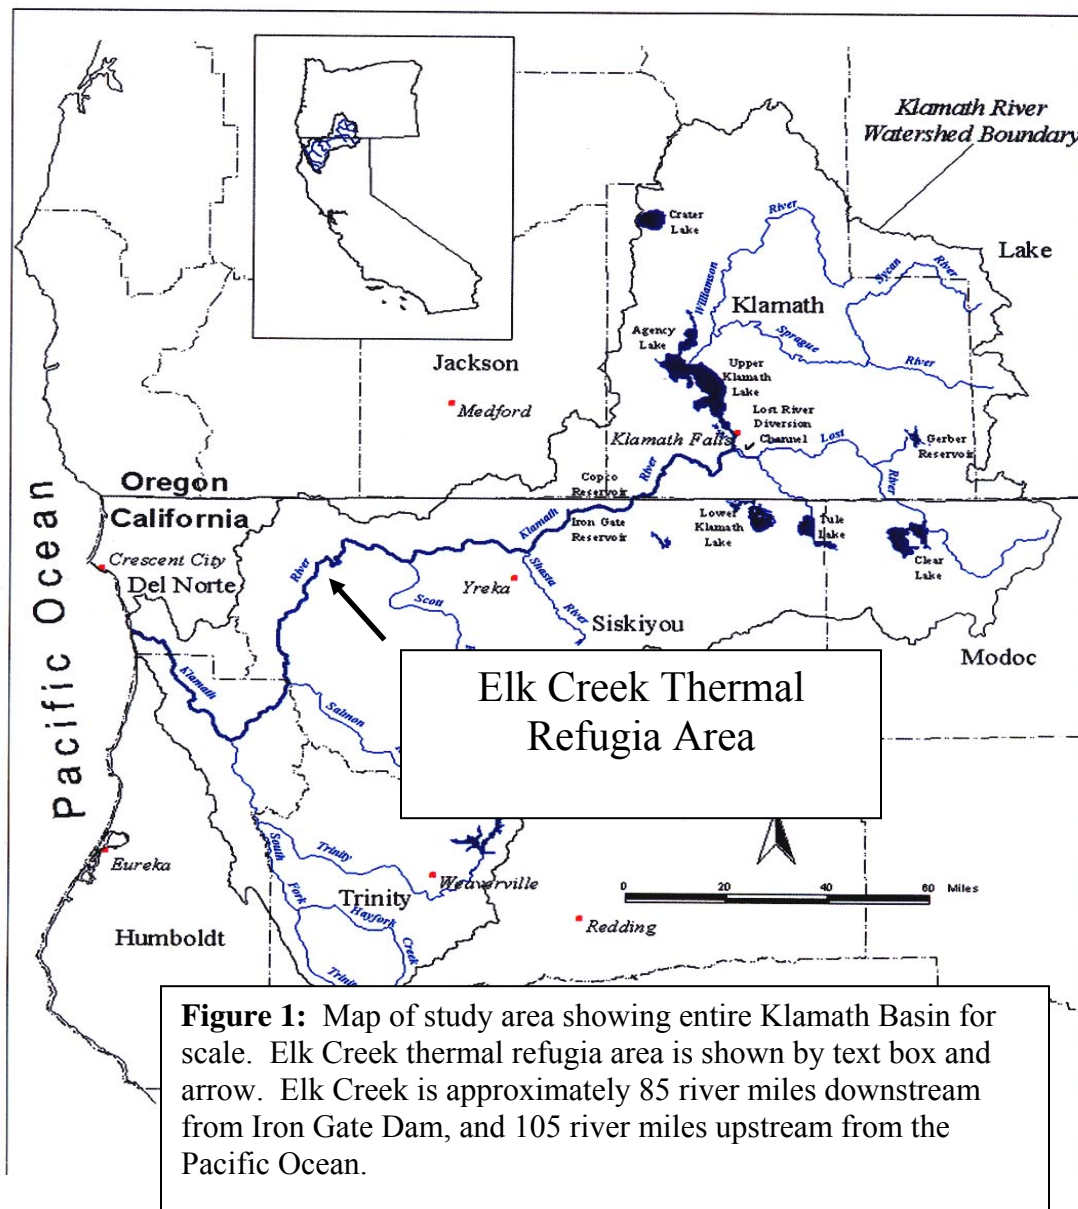 Klamath River
Watershed Boundary
Crater
Lake
River
Lake
Sycan
River
Williamson
Klamath
Agency
Lake
Sprague
River
Jackson
Upper
Klamath
Lake
Medford
Lost River
Diversion
Channel
Klamath Falls
Lost
River
Gerber
Reservoir
River
Copco
Reservoir
Oregon
California
Pacific Ocean
Klamath
Iron Gate
Reservoir
Lower
Klamath
Lake
Tule
Lake
Clear
Lake
Crescent City
Del Norte
River
Yreka
Shasta
River
Scott
Siskiyou
Modoc
Elk Creek Thermal
Refugia Area
Klamath
Salmon
Eureka
South
Fork
Trinity
Weaverville
Trinity
Hayfork
Creek
Humboldt
Redding
0 20 40 60 Miles
Figure 1: Map of study area showing entire Klamath Basin for
scale. Elk Creek thermal refugia area is shown by text box and
arrow. Elk Creek is approximately 85 river miles downstream
from Iron Gate Dam, and 105 river miles upstream from the
Pacific Ocean.